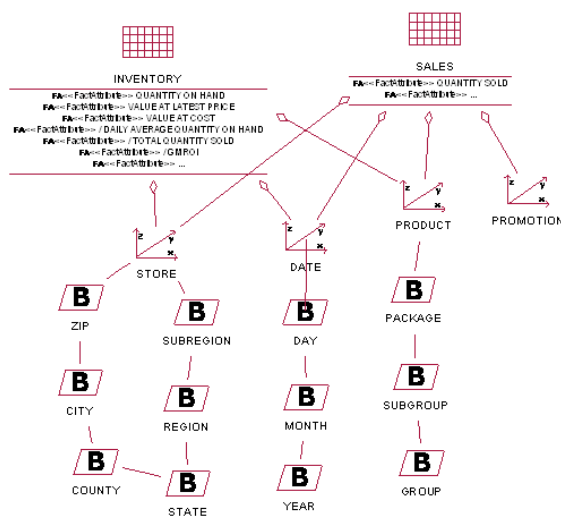 INVENTORY
FA<<FactAttribute>> QUANTITY ON HAND
FA<<FactAttribute>> VALUE AT LATEST PRICE
FA<<FactAttribute>> VALUE AT COST
FA<<FactAttribute>> / DAILY AVERAGE QUANTITY ON HAND
FA<<FactAttribute>> / TOTAL QUANTITY SOLD
FA<<FactAttribute>> / GMROI
FA<<FactAttribute>> ...
SALES
FA<<FactAttribute>> QUANTITY SOLD
FA<<FactAttribute>> ...
z y x
STORE
z y x
DATE
z y x
PRODUCT
z y x
PROMOTION
B
ZIP
B
SUBREGION
B
DAY
B
PACKAGE
B
CITY
B
REGION
B
MONTH
B
SUBGROUP
B
COUNTY
B
STATE
B
YEAR
B
GROUP